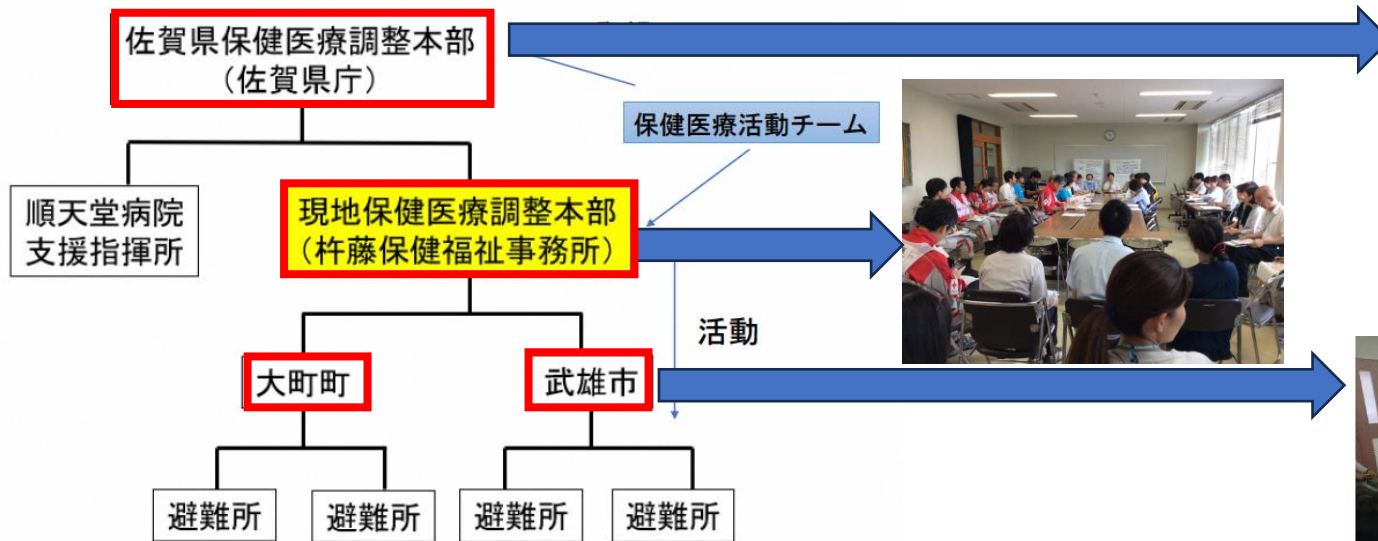 佐賀県保健医療調整本部
（佐賀県庁）
保健医療活動チーム
順天堂病院
支援指揮所
現地保健医療調整本部
（杵藤保健福祉事務所）
活動
大町町
武雄市
避難所
避難所
避難所
避難所